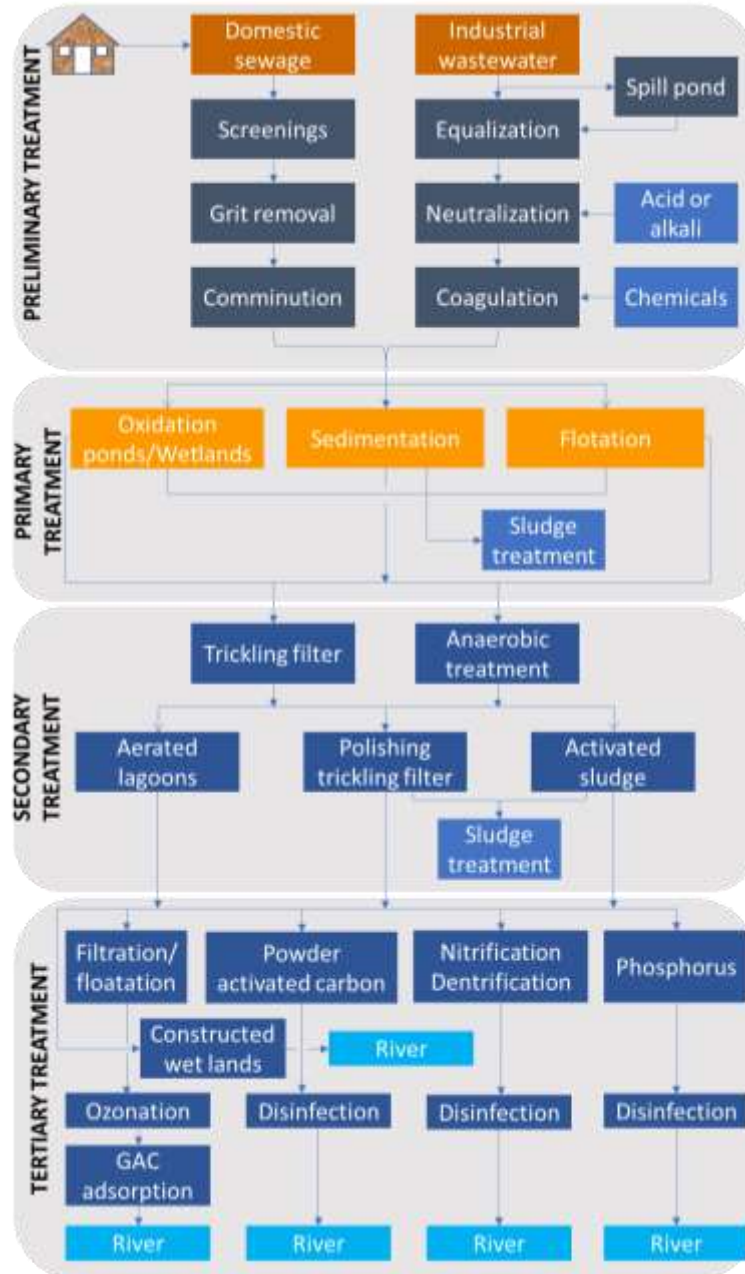 PRELIMINARY TREATMENT
Domestic
sewage
Industrial
wastewater
Spill pond
Screenings
Equalization
Grit removal
Neutralization
Acid or
alkali
Comminution
Coagulation
Chemicals
PRIMARY
TREATMENT
Oxidation
ponds/Wetlands
Sedimentation
Flotation
Sludge
treatment
SECONDARY
TREATMENT
Trickling filter
Anaerobic
treatment
Aerated
lagoons
Polishing
trickling filter
Activated
sludge
Sludge
treatment
TERTIARY TREATMENT
Filtration/
floatation
Powder
activated carbon
Nitrification
Dentrification
Phosphorus
Constructed
wet lands
River
Ozonation
Disinfection
Disinfection
Disinfection
GAC
adsorption
River
River
River
River